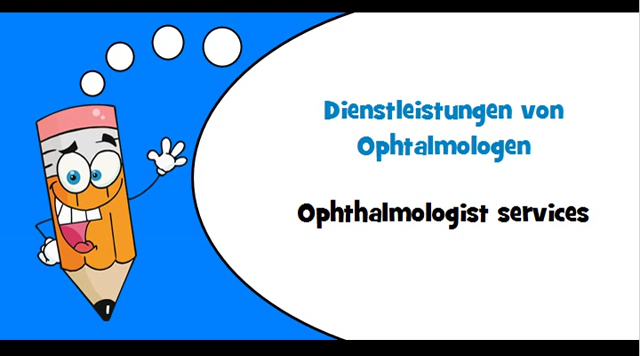 Dienstleistungen von
Ophtalmologen
Ophthalmologist services